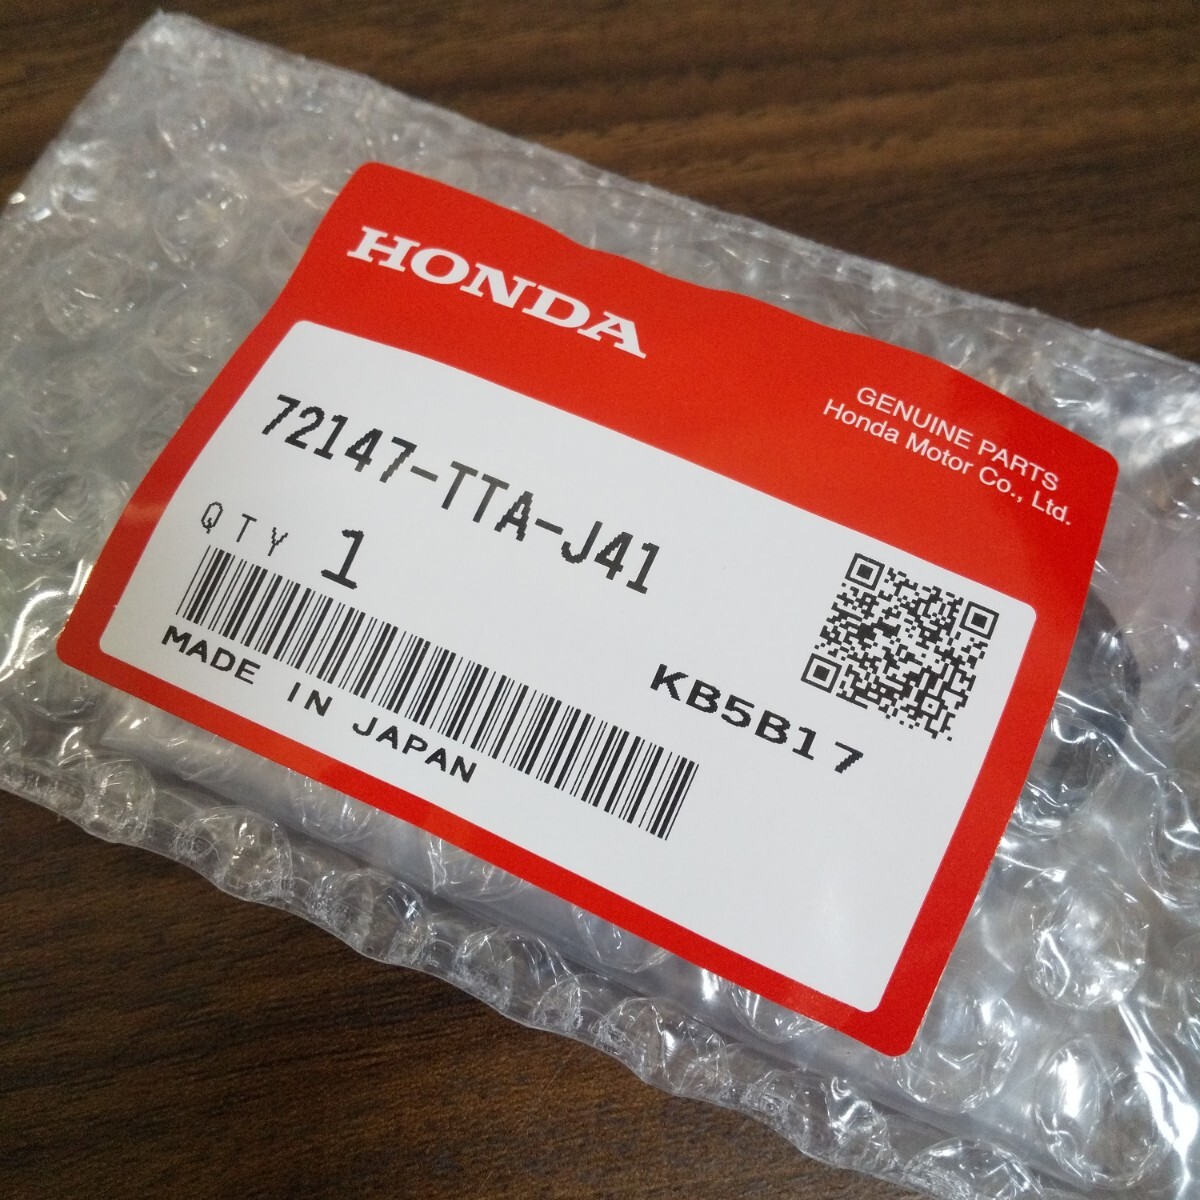 HONDA
GENUINE PARTS
Honda Motor Co., Ltd.
72147-TTA-J41
QTY 1
KB5B17
MADE IN JAPAN